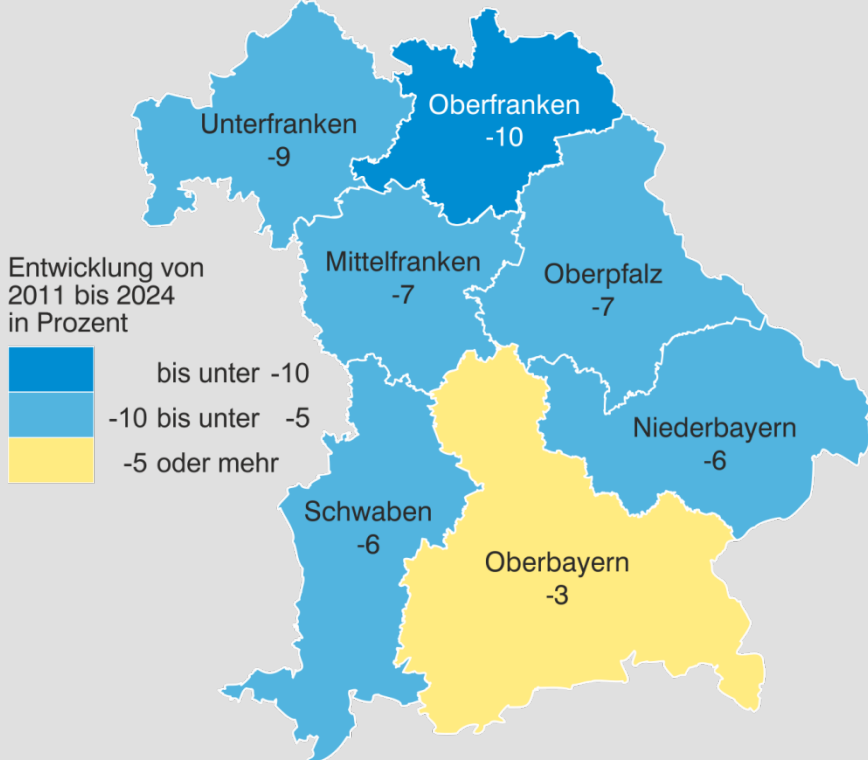 Oberfranken
-10
Unterfranken
-9
Mittelfranken
-7
Oberpfalz
-7
Entwicklung von
2011 bis 2024
in Prozent
bis unter -10
-10 bis unter -5
-5 oder mehr
Niederbayern
-6
Schwaben
-6
Oberbayern
-3